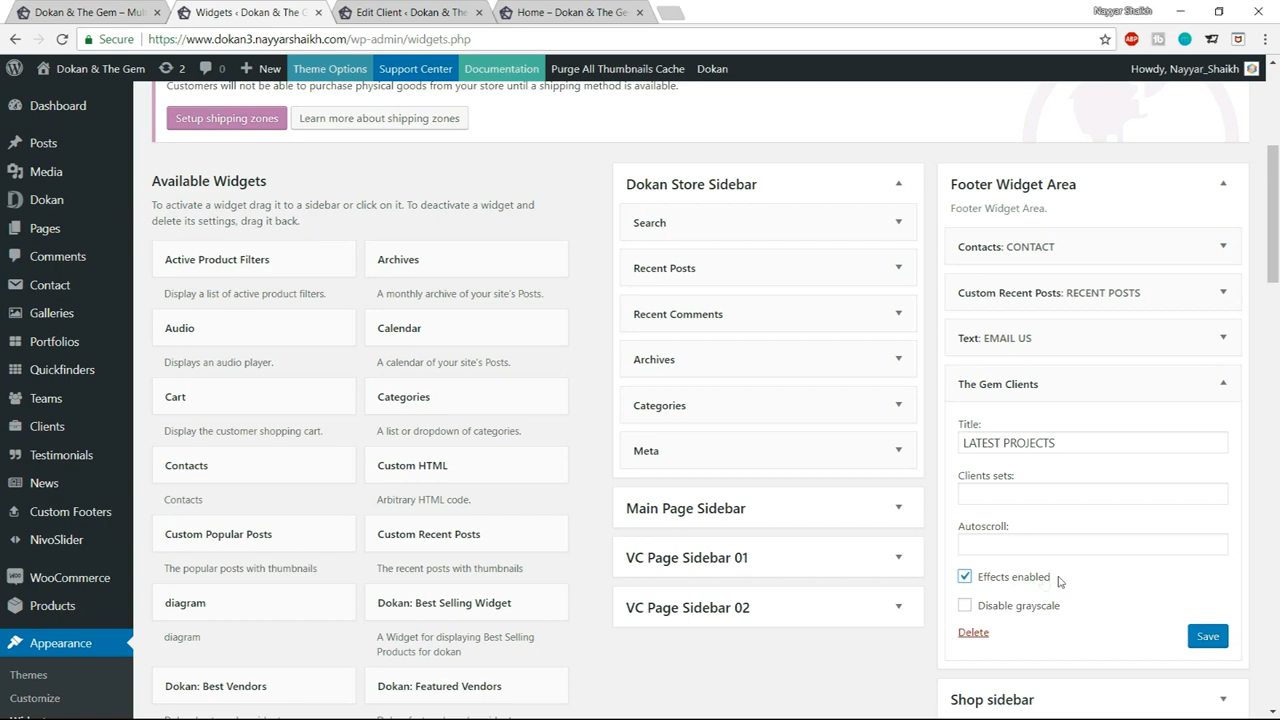 Dokan & The Gem – Mul
Widgets ‹ Dokan & The G
Edit Client ‹ Dokan & The
Home – Dokan & The Ge
Nayyar Shaikh
Secure
https://www.dokan3.nayyarshaikh.com/wp-admin/widgets.php
ABP
Dokan & The Gem
2
0
New
Theme Options
Support Center
Documentation
Purge All Thumbnails Cache
Dokan
Howdy, Nayyar_Shaikh
Customers will not be able to purchase physical goods from your store until a shipping method is available.
Setup shipping zones
Learn more about shipping zones
Dashboard
Posts
Media
Dokan
Pages
Comments
Contact
Galleries
Portfolios
Quickfinders
Teams
Clients
Testimonials
News
Custom Footers
NivoSlider
WooCommerce
Products
Appearance
Themes
Customize
Available Widgets
To activate a widget drag it to a sidebar or click on it. To deactivate a widget and
delete its settings, drag it back.
Active Product Filters
Display a list of active product filters.
Archives
A monthly archive of your site's Posts.
Audio
Displays an audio player.
Calendar
A calendar of your site's Posts.
Cart
Display the customer shopping cart.
Categories
A list or dropdown of categories.
Contacts
Contacts
Custom HTML
Arbitrary HTML code.
Custom Popular Posts
The popular posts with thumbnails
Custom Recent Posts
The recent posts with thumbnails
diagram
diagram
Dokan: Best Selling Widget
A Widget for displaying Best Selling
Products for dokan
Dokan: Best Vendors
Dokan: Featured Vendors
Dokan Store Sidebar
Search
Recent Posts
Recent Comments
Archives
Categories
Meta
Main Page Sidebar
VC Page Sidebar 01
VC Page Sidebar 02
Footer Widget Area
Footer Widget Area.
Contacts: CONTACT
Custom Recent Posts: RECENT POSTS
Text: EMAIL US
The Gem Clients
Title:
LATEST PROJECTS
Clients sets:
Autoscroll:
Effects enabled
Disable grayscale
Delete
Save
Shop sidebar